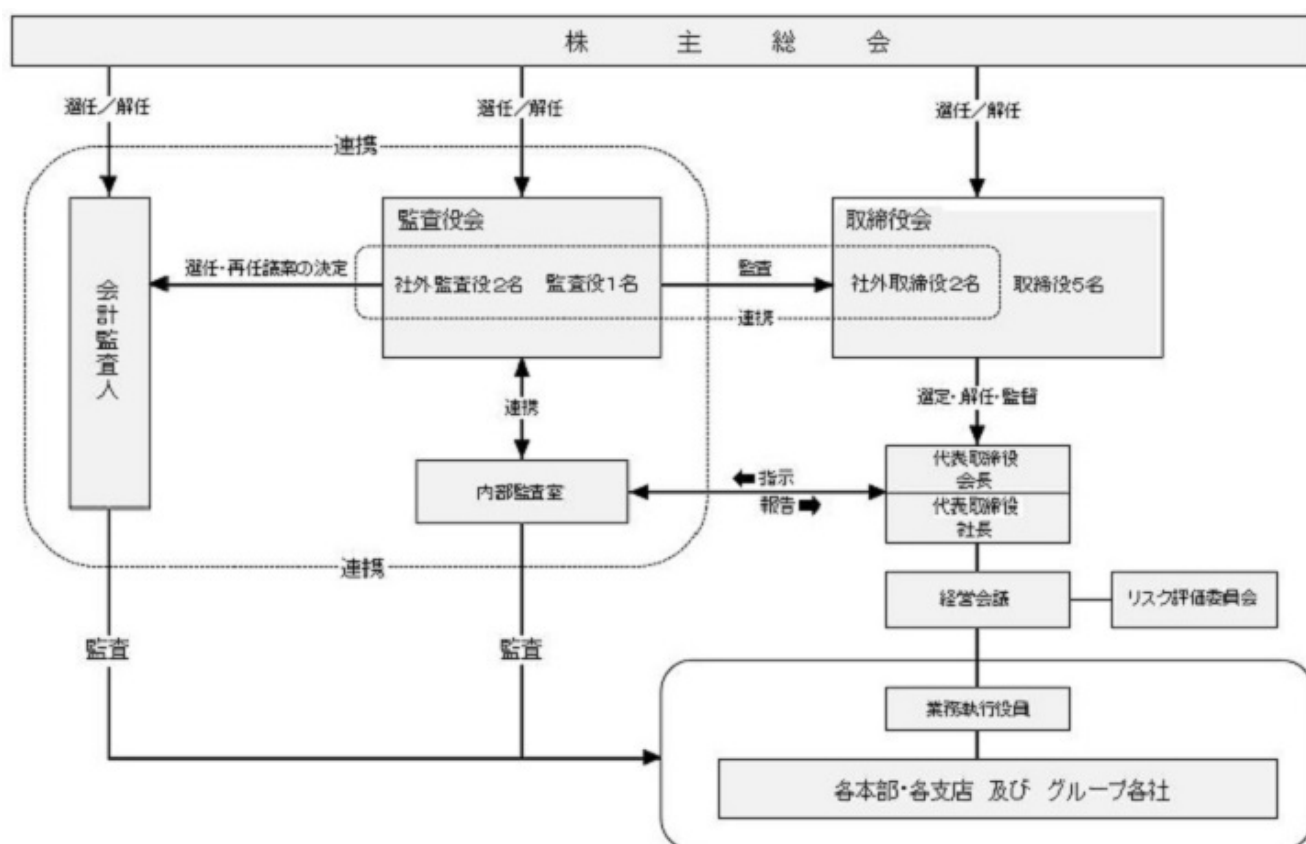 株主総会
選任／解任
選任／解任
選任／解任
連携
監査役会
取締役会
選任・再任議案の決定
監査
社外監査役2名
監査役1名
社外取締役2名
取締役5名
連携
会計監査人
選定・解任・監督
連携
代表取締役
会長
内部監査室
指示
報告
代表取締役
社長
連携
経営会議
リスク評価委員会
監査
監査
業務執行役員
各本部・各支店 及び グループ各社